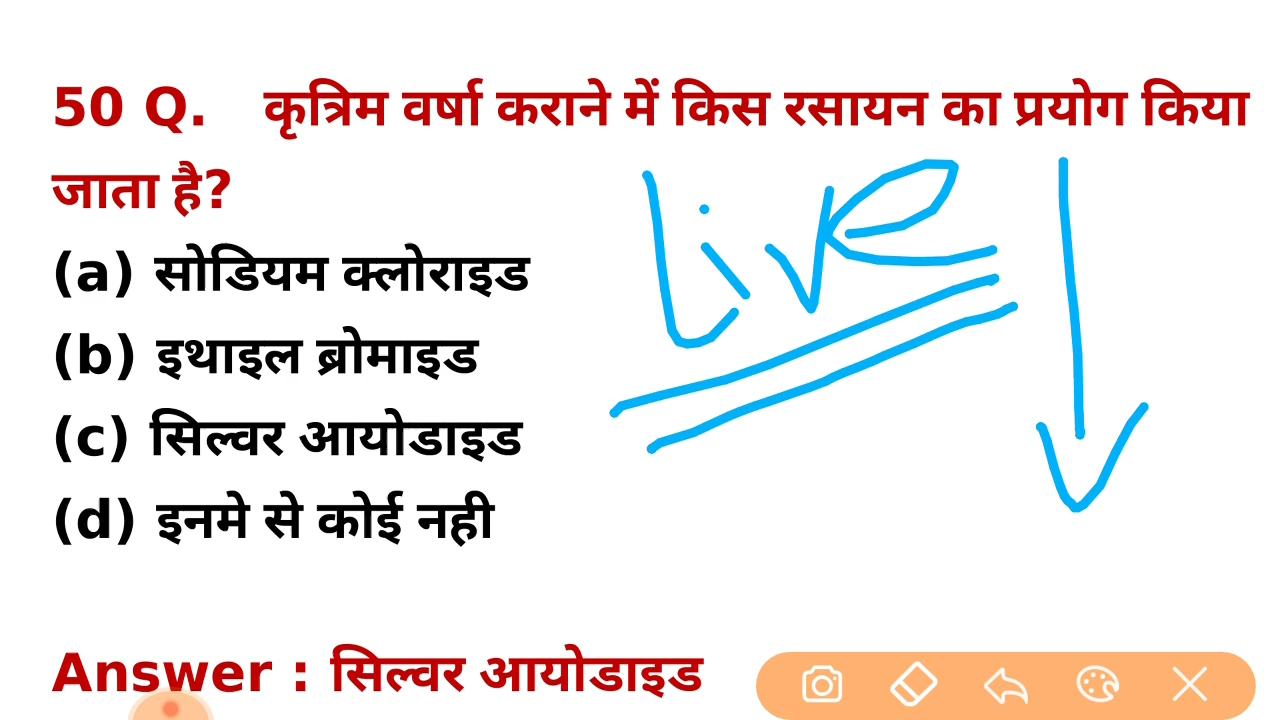 50 Q. कृत्रिम वर्षा कराने में किस रसायन का प्रयोग किया
जाता है?
Live
(a) सोडियम क्लोराइड
(b) इथाइल ब्रोमाइड
(c) सिल्वर आयोडाइड
(d) इनमे से कोई नही
Answer : सिल्वर आयोडाइड